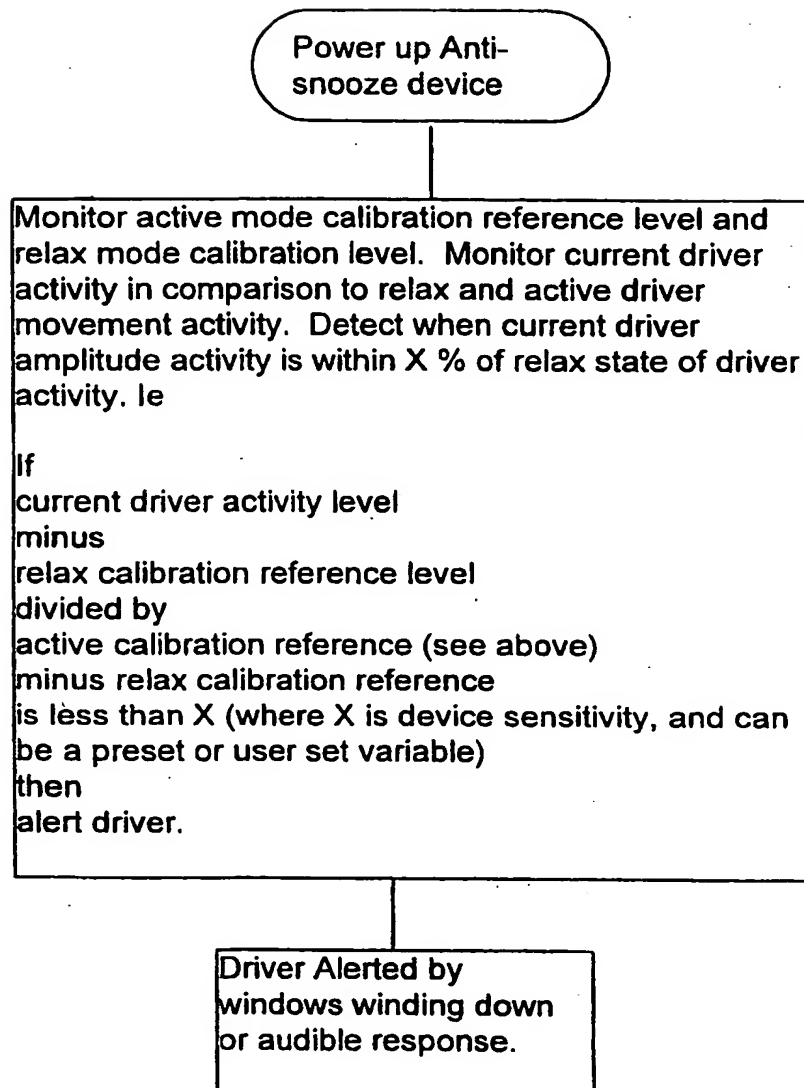 Power up Anti-
snooze device
Monitor active mode calibration reference level and
relax mode calibration level. Monitor current driver
activity in comparison to relax and active driver
movement activity. Detect when current driver
amplitude activity is within X % of relax state of driver
activity. Ie
If
current driver activity level
minus
relax calibration reference level
divided by
active calibration reference (see above)
minus relax calibration reference
is less than X (where X is device sensitivity, and can
be a preset or user set variable)
then
alert driver.
Driver Alerted by
windows winding down
or audible response.